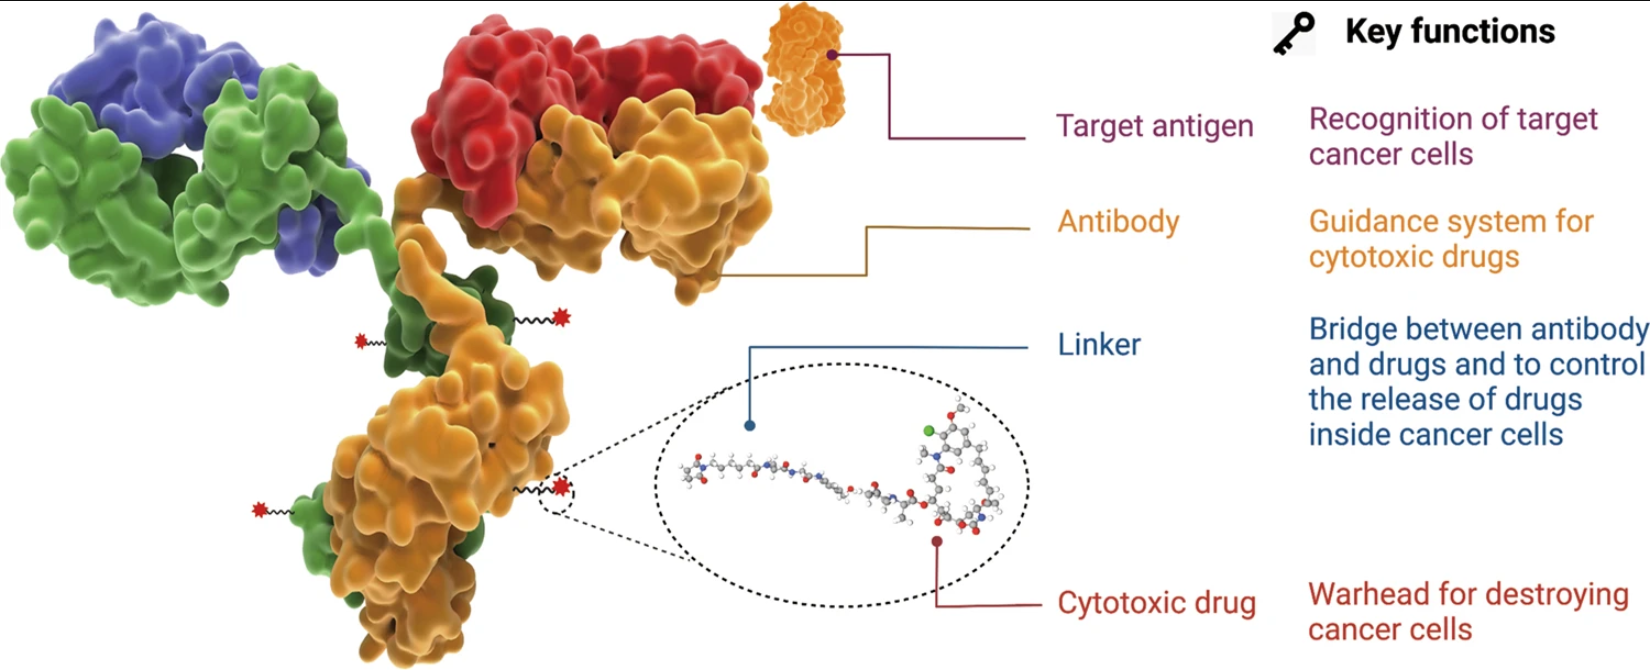 Key functions
Target antigen
Recognition of target
cancer cells
Antibody
Guidance system for
cytotoxic drugs
Linker
Bridge between antibody
and drugs and to control
the release of drugs
inside cancer cells
Cytotoxic drug
Warhead for destroying
cancer cells